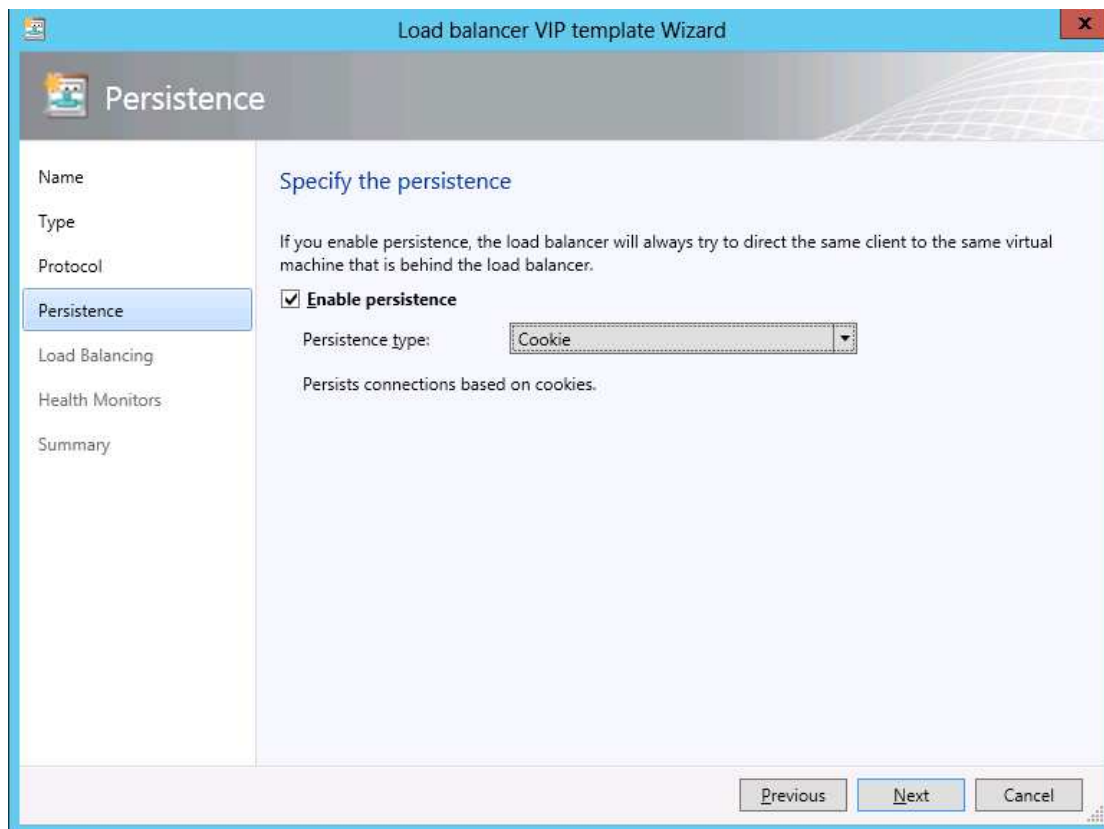 Load balancer VIP template Wizard
x
Persistence
Name
Type
Protocol
Persistence
Load Balancing
Health Monitors
Summary
Specify the persistence
If you enable persistence, the load balancer will always try to direct the same client to the same virtual
machine that is behind the load balancer.
Enable persistence
Persistence type: Cookie
Persists connections based on cookies.
Previous Next Cancel